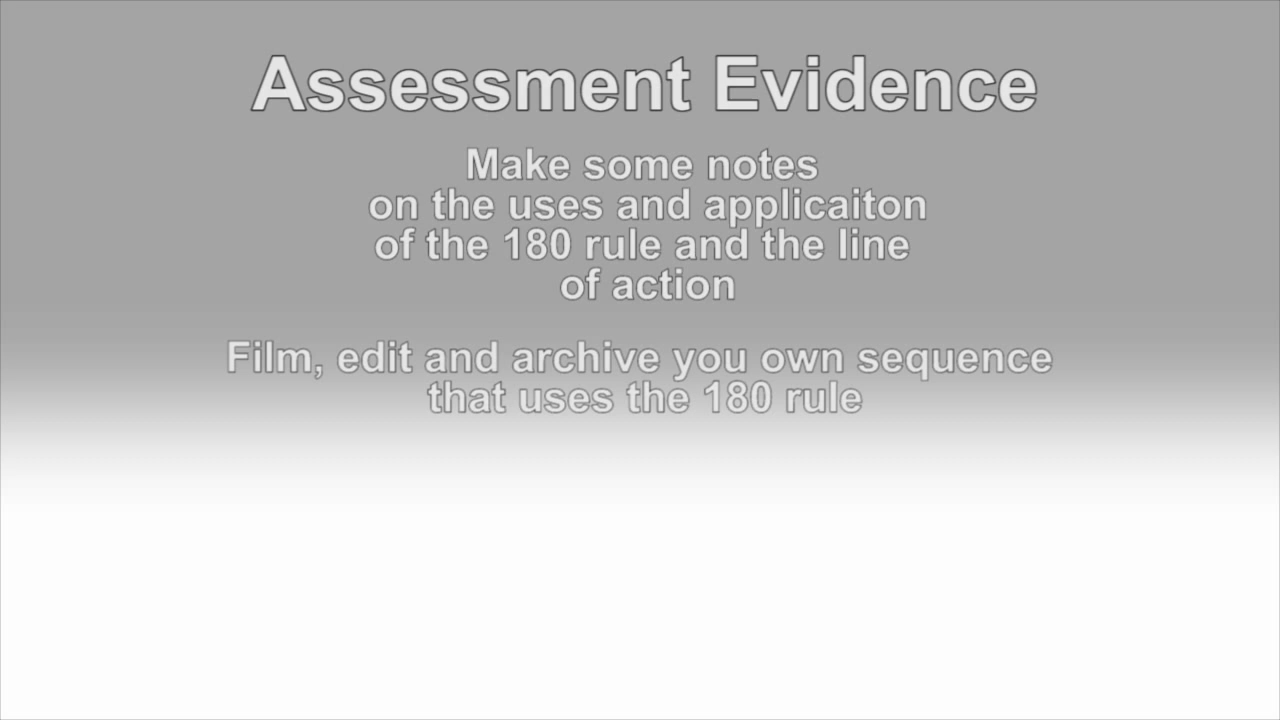 Assessment Evidence
Make some notes
on the uses and applicaiton
of the 180 rule and the line
of action
Film, edit and archive you own sequence
that uses the 180 rule